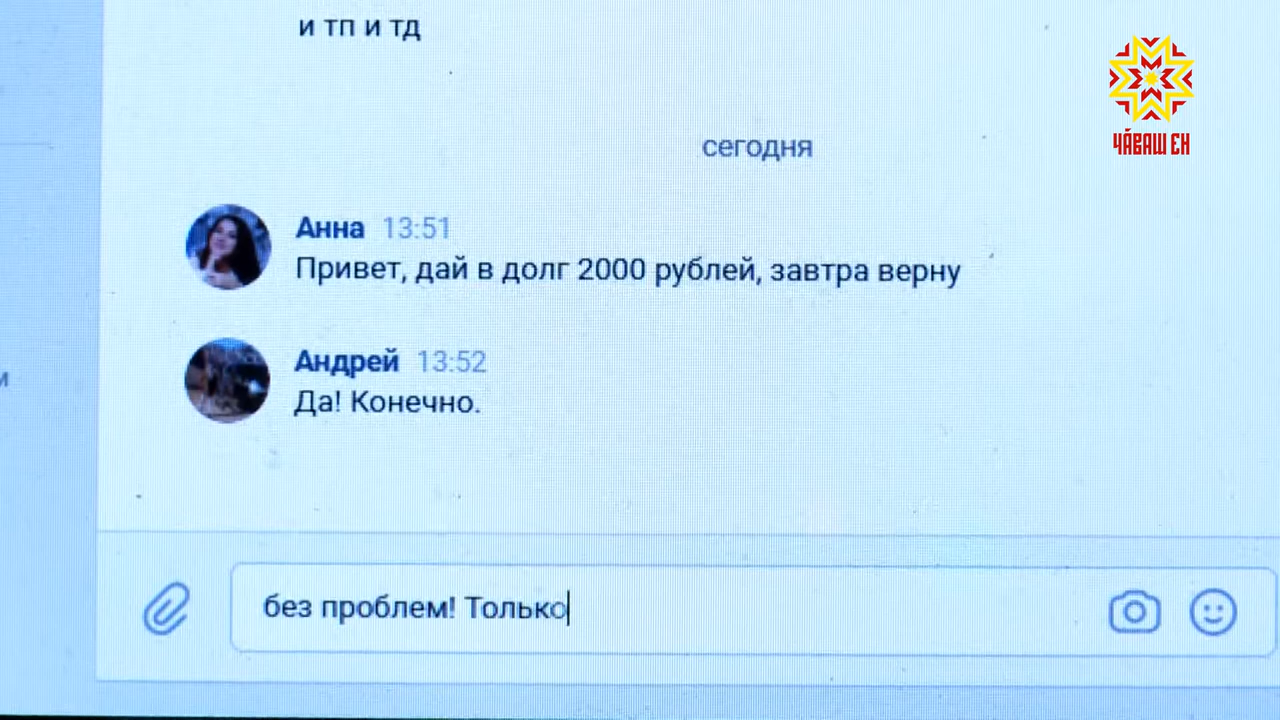 и тп и тд
ЧӐВАШ ЕН
сегодня
Анна 13:51
Привет, дай в долг 2000 рублей, завтра верну
Андрей 13:52
Да! Конечно.
без проблем! Только